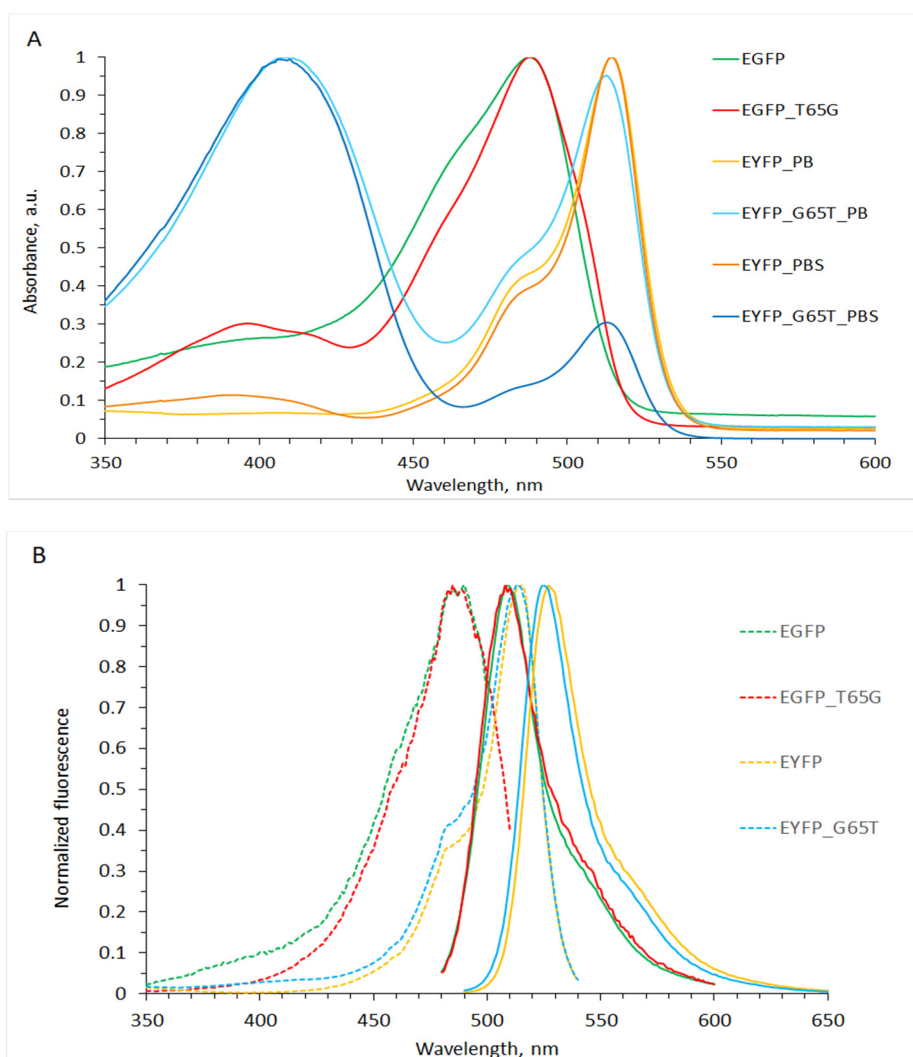 A
EGFP
EGFP_T65G
EYFP_PB
EYFP_G65T_PB
EYFP_PBS
EYFP_G65T_PBS
Absorbance, a.u.
1
0.9
0.8
0.7
0.6
0.5
0.4
0.3
0.2
0.1
0
350 400 450 500 550 600
Wavelength, nm
B
EGFP
EGFP_T65G
EYFP
EYFP_G65T
Normalized fluorescence
1
0.9
0.8
0.7
0.6
0.5
0.4
0.3
0.2
0.1
0
350 400 450 500 550 600 650
Wavelength, nm